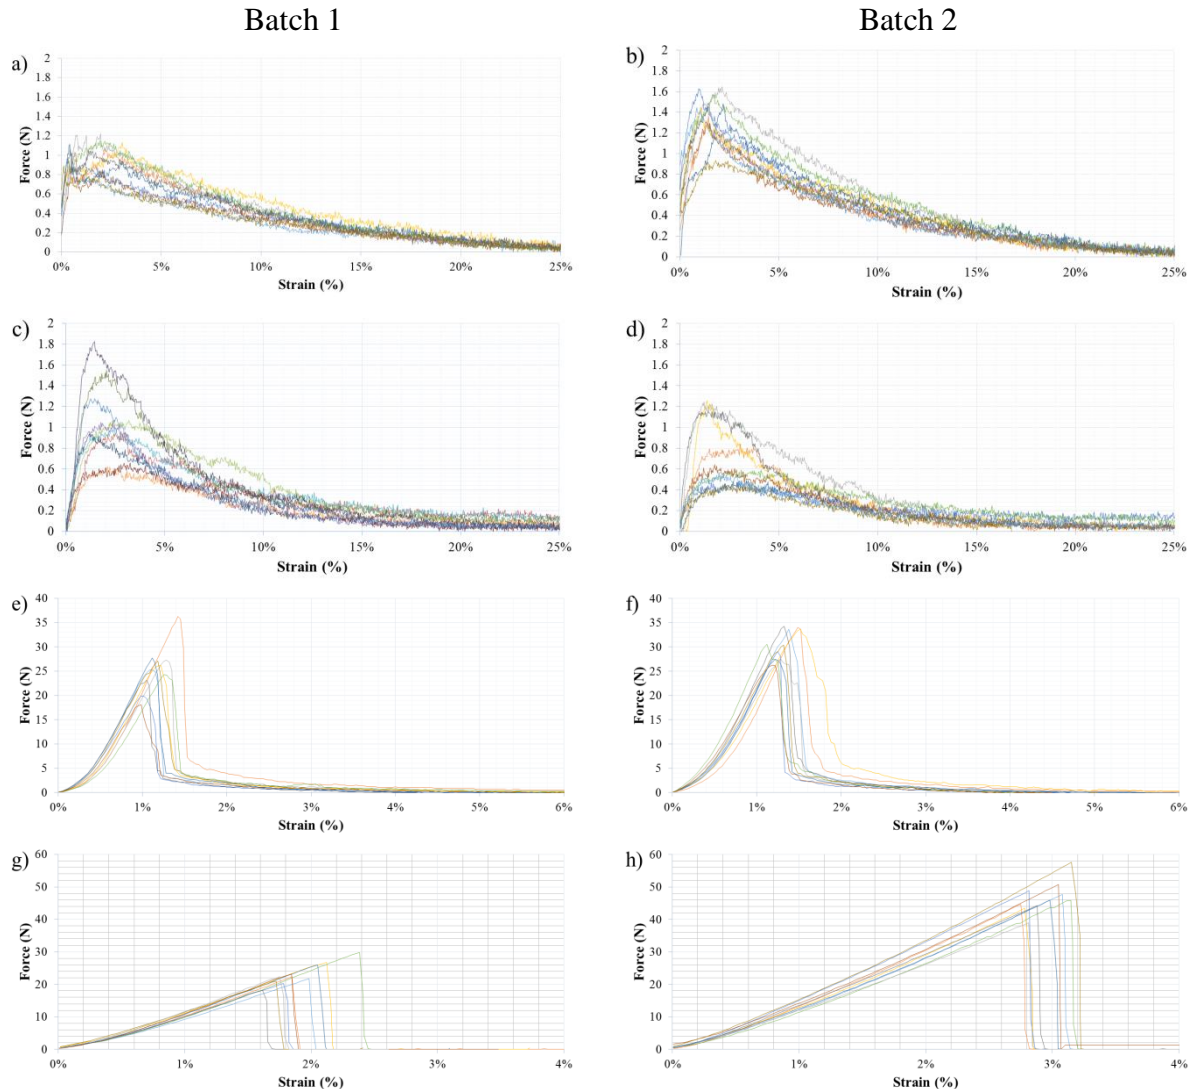 Batch 1
Batch 2
a)
Force (N)
2
1.8
1.6
1.4
1.2
1
0.8
0.6
0.4
0.2
0
0% 5% 10% 15% 20% 25%
Strain (%)
b)
Force (N)
2
1.8
1.6
1.4
1.2
1
0.8
0.6
0.4
0.2
0
0% 5% 10% 15% 20% 25%
Strain (%)
c)
Force (N)
2
1.8
1.6
1.4
1.2
1
0.8
0.6
0.4
0.2
0
0% 5% 10% 15% 20% 25%
Strain (%)
d)
Force (N)
2
1.8
1.6
1.4
1.2
1
0.8
0.6
0.4
0.2
0
0% 5% 10% 15% 20% 25%
Strain (%)
e)
Force (N)
40
35
30
25
20
15
10
5
0
0% 1% 2% 3% 4% 5% 6%
Strain (%)
f)
Force (N)
40
35
30
25
20
15
10
5
0
0% 1% 2% 3% 4% 5% 6%
Strain (%)
g)
Force (N)
60
50
40
30
20
10
0
0% 1% 2% 3% 4%
Strain (%)
h)
Force (N)
60
50
40
30
20
10
0
0% 1% 2% 3% 4%
Strain (%)